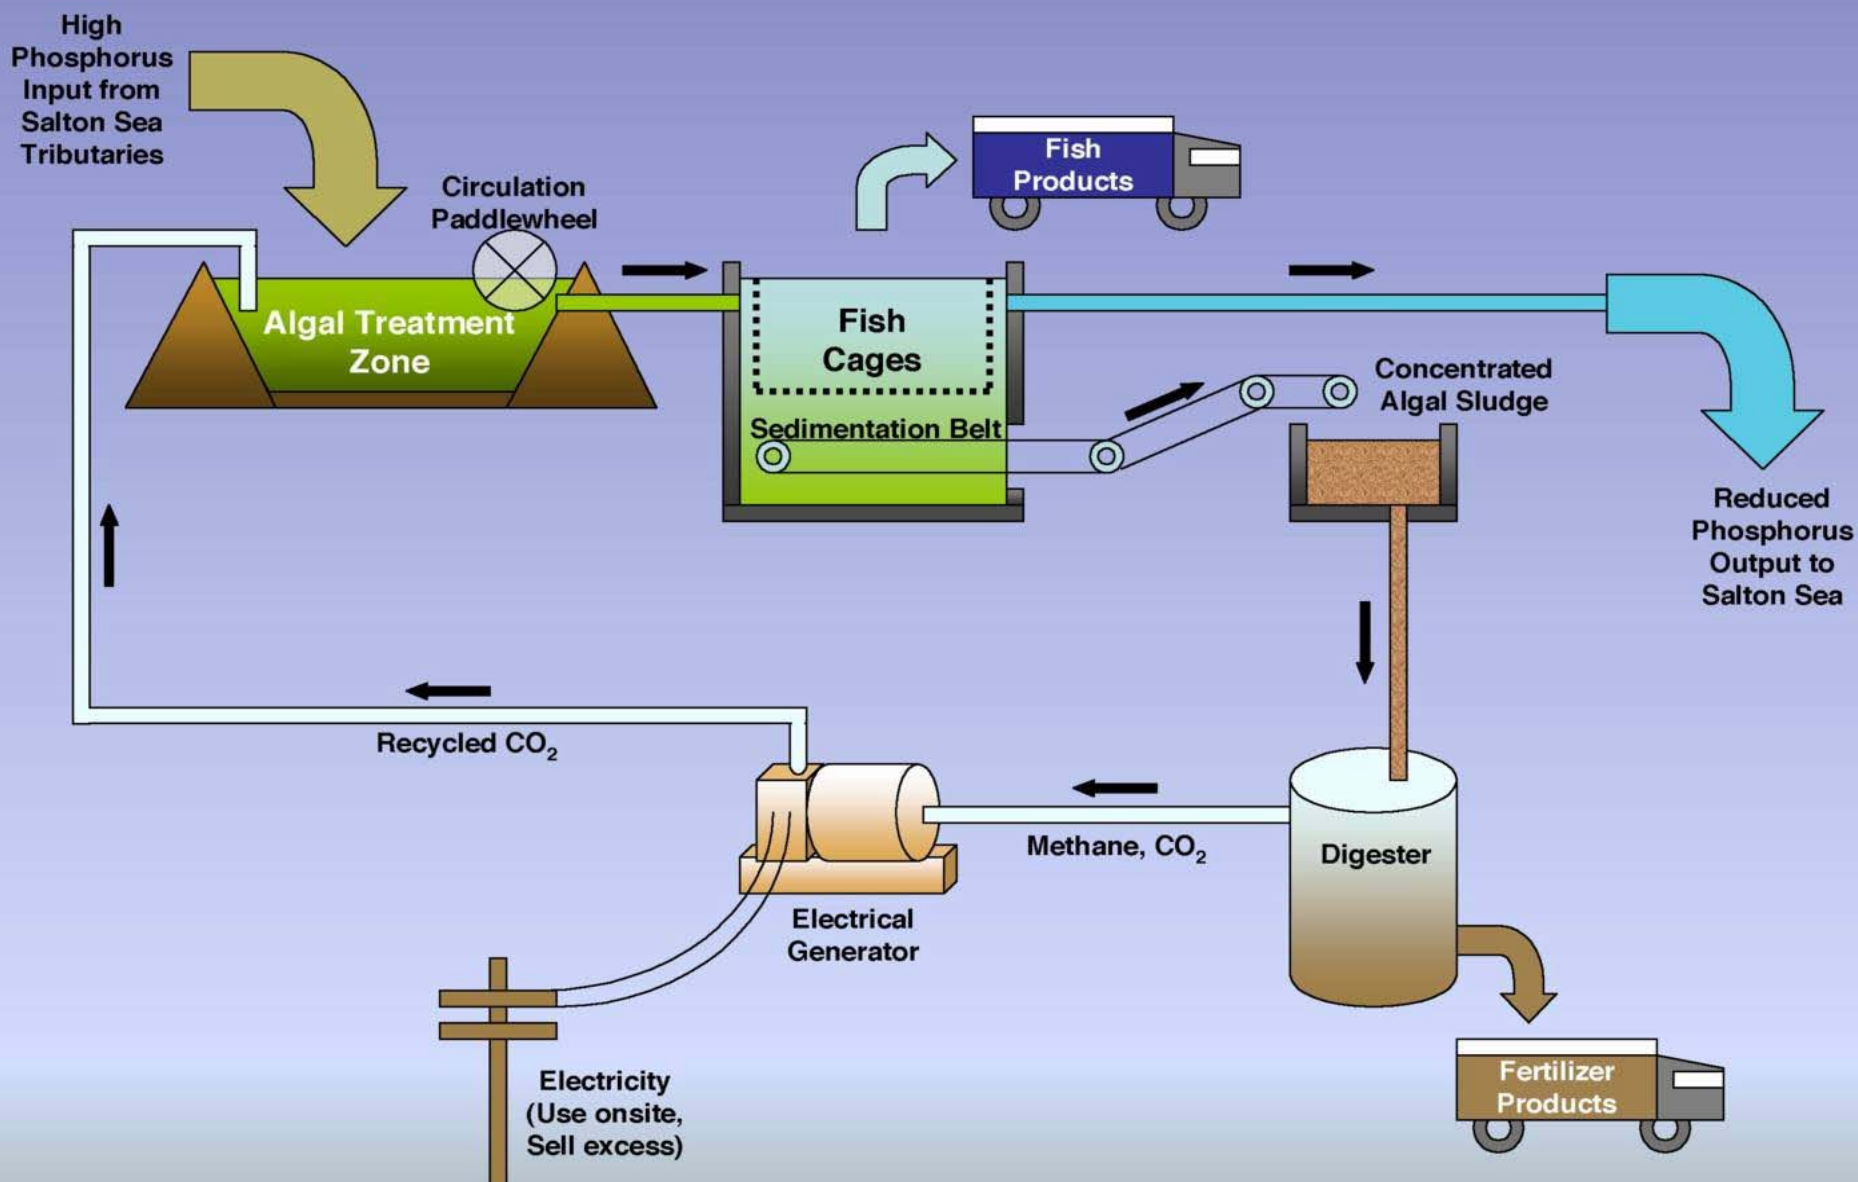 High
Phosphorus
Input from
Salton Sea
Tributaries
Circulation
Paddlewheel
Fish
Products
Algal Treatment
Zone
Fish
Cages
Sedimentation Belt
Concentrated
Algal Sludge
Reduced
Phosphorus
Output to
Salton Sea
Recycled CO₂
Methane, CO₂
Digester
Electrical
Generator
Electricity
(Use onsite,
Sell excess)
Fertilizer
Products